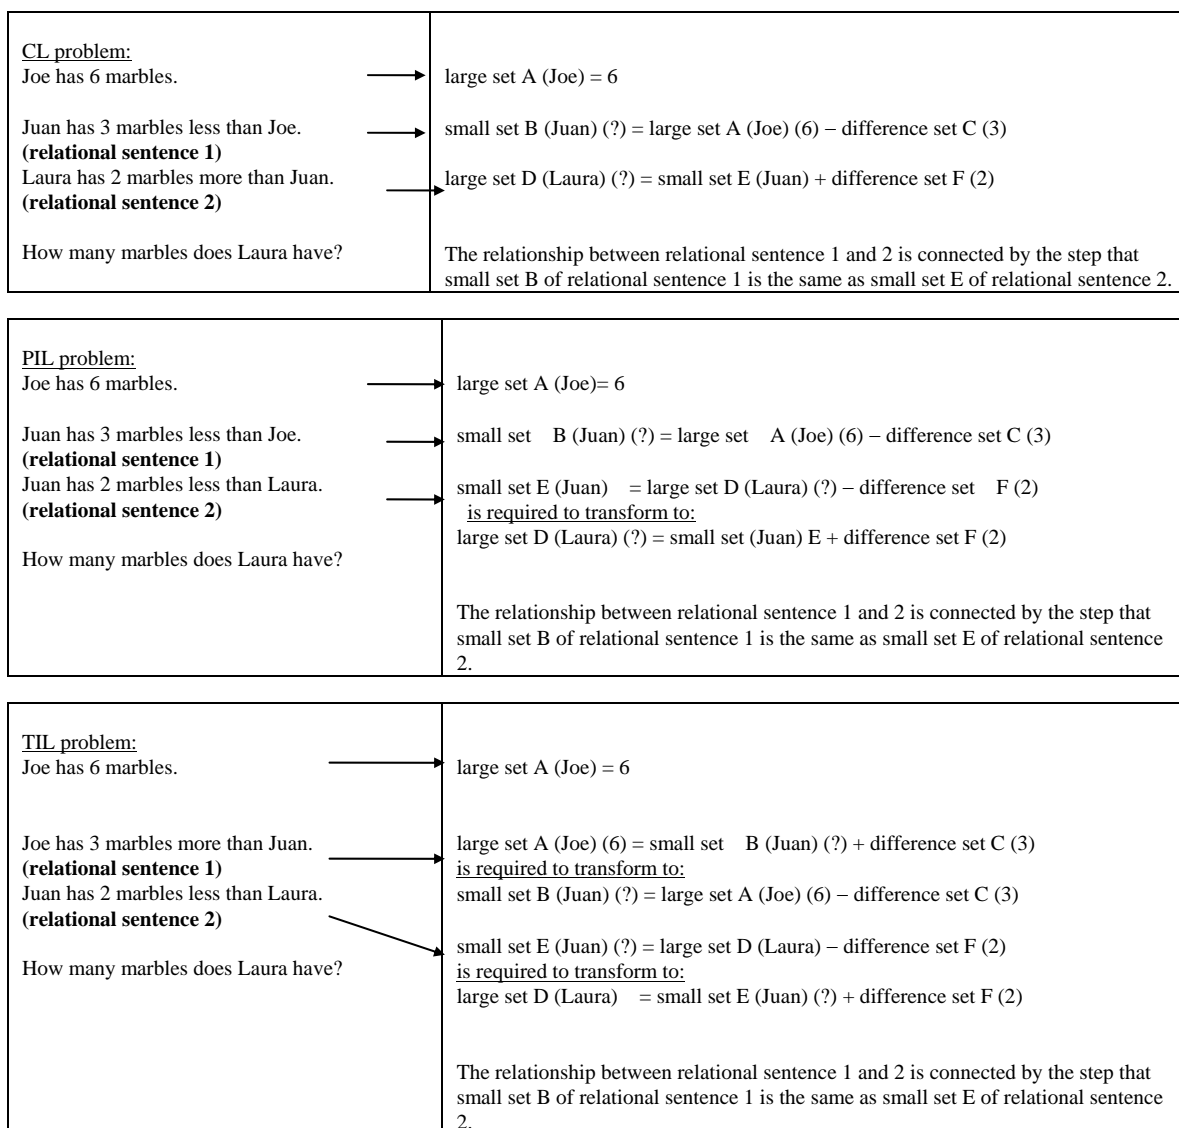 CL problem:
Joe has 6 marbles.
large set A (Joe) = 6
Juan has 3 marbles less than Joe.
(relational sentence 1)
small set B (Juan) (?) = large set A (Joe) (6) – difference set C (3)
Laura has 2 marbles more than Juan.
(relational sentence 2)
large set D (Laura) (?) = small set E (Juan) + difference set F (2)
How many marbles does Laura have?
The relationship between relational sentence 1 and 2 is connected by the step that
small set B of relational sentence 1 is the same as small set E of relational sentence 2.
PIL problem:
Joe has 6 marbles.
large set A (Joe)= 6
Juan has 3 marbles less than Joe.
(relational sentence 1)
small set B (Juan) (?) = large set A (Joe) (6) – difference set C (3)
Juan has 2 marbles less than Laura.
(relational sentence 2)
small set E (Juan) = large set D (Laura) (?) – difference set F (2)
is required to transform to:
large set D (Laura) (?) = small set (Juan) E + difference set F (2)
How many marbles does Laura have?
The relationship between relational sentence 1 and 2 is connected by the step that
small set B of relational sentence 1 is the same as small set E of relational sentence
2.
TIL problem:
Joe has 6 marbles.
large set A (Joe) = 6
Joe has 3 marbles more than Juan.
(relational sentence 1)
large set A (Joe) (6) = small set B (Juan) (?) + difference set C (3)
is required to transform to:
small set B (Juan) (?) = large set A (Joe) (6) – difference set C (3)
Juan has 2 marbles less than Laura.
(relational sentence 2)
small set E (Juan) (?) = large set D (Laura) – difference set F (2)
is required to transform to:
large set D (Laura) = small set E (Juan) (?) + difference set F (2)
How many marbles does Laura have?
The relationship between relational sentence 1 and 2 is connected by the step that
small set B of relational sentence 1 is the same as small set E of relational sentence
2.